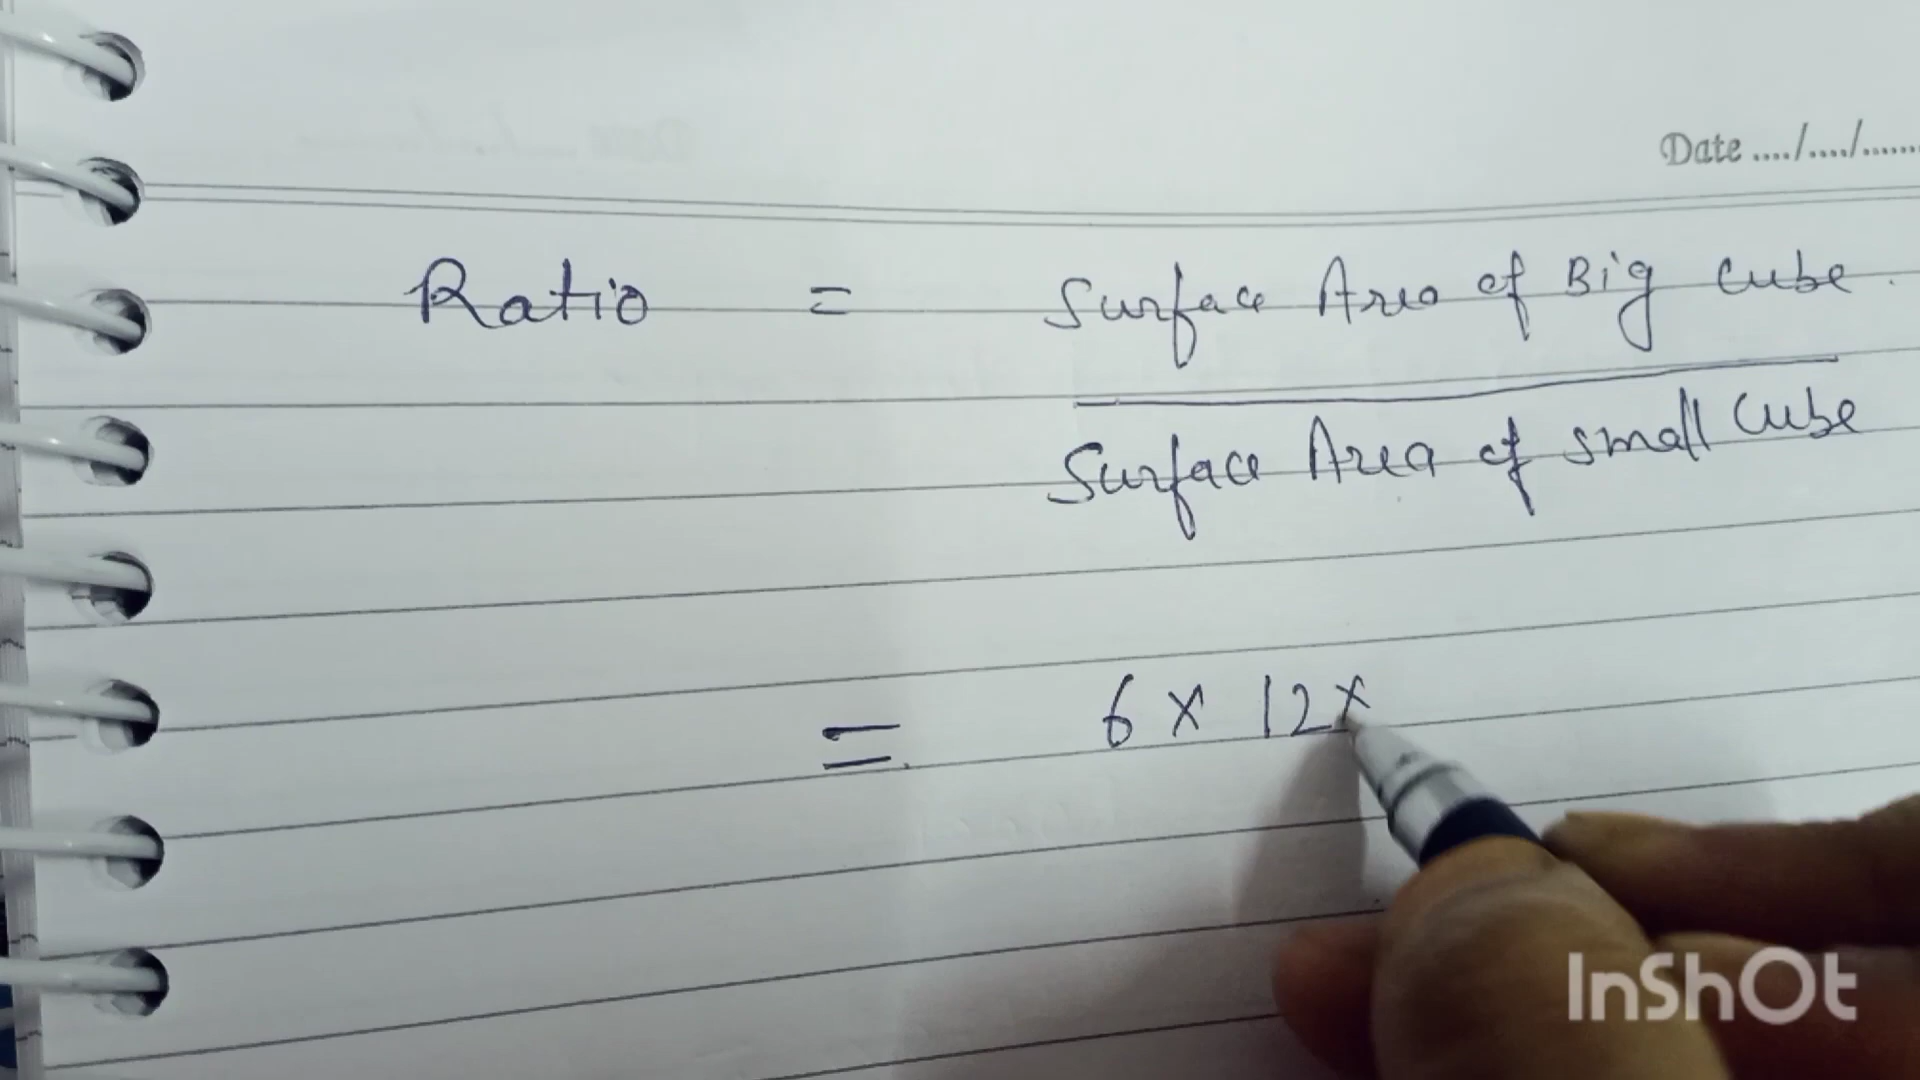 Date ..../..../.......
Ratio = Surface Area of Big Cube.
Surface Area of small Cube
= 6 × 12 ×
InShOt